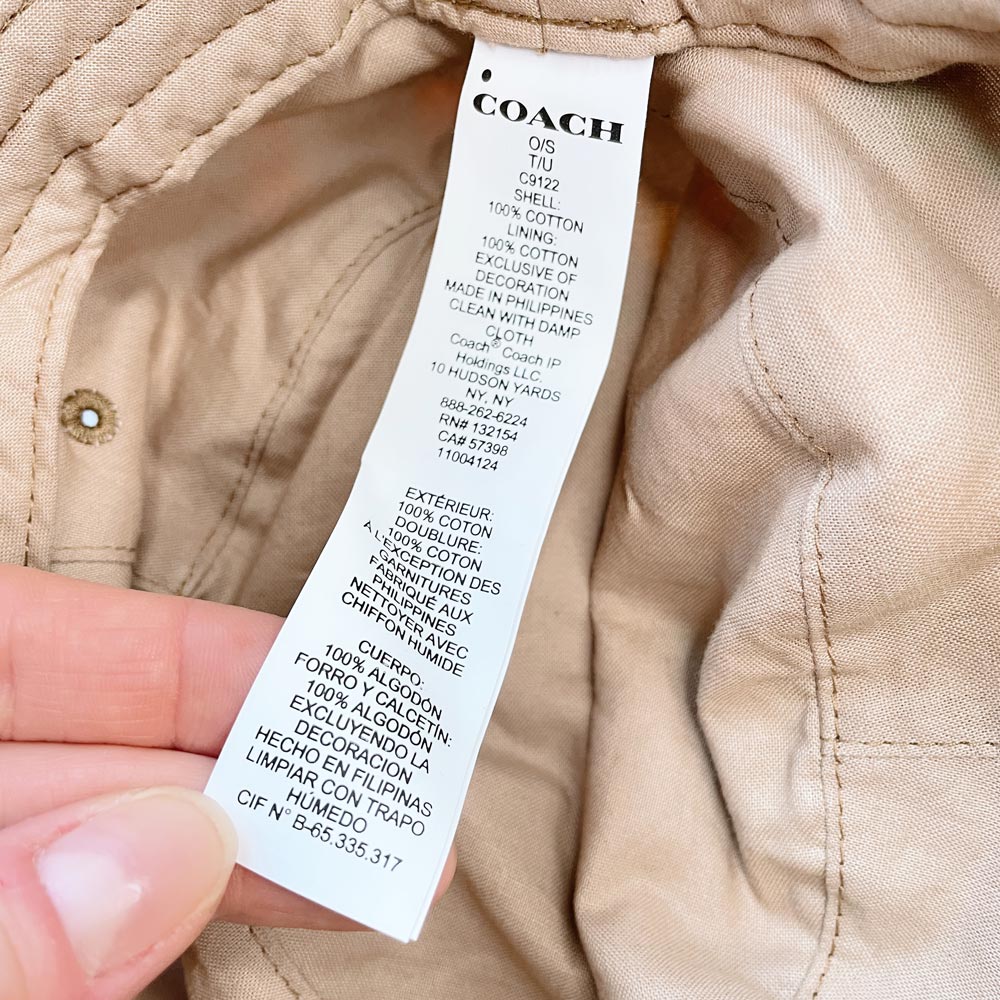 COACH
O/S
T/U
C9122
SHELL:
100% COTTON
LINING:
100% COTTON
EXCLUSIVE OF
DECORATION
MADE IN PHILIPPINES
CLEAN WITH DAMP
CLOTH
Coach® Coach IP
Holdings LLC.
10 HUDSON YARDS
NY, NY
888-262-6224
RN# 132154
CA# 57398
11004124
EXTÉRIEUR:
100% COTON
DOUBLURE:
100% COTON
A L'EXCEPTION DES
GARNITURES
FABRIQUÉ AUX
PHILIPPINES
NETTOYER AVEC
CHIFFON HUMIDE
CUERPO:
100% ALGODÓN
FORRO Y CALCETÍN:
100% ALGODÓN
EXCLUYENDO LA
DECORACION
HECHO EN FILIPINAS
LIMPIAR CON TRAPO
HÚMEDO
CIF N° B-65.335.317